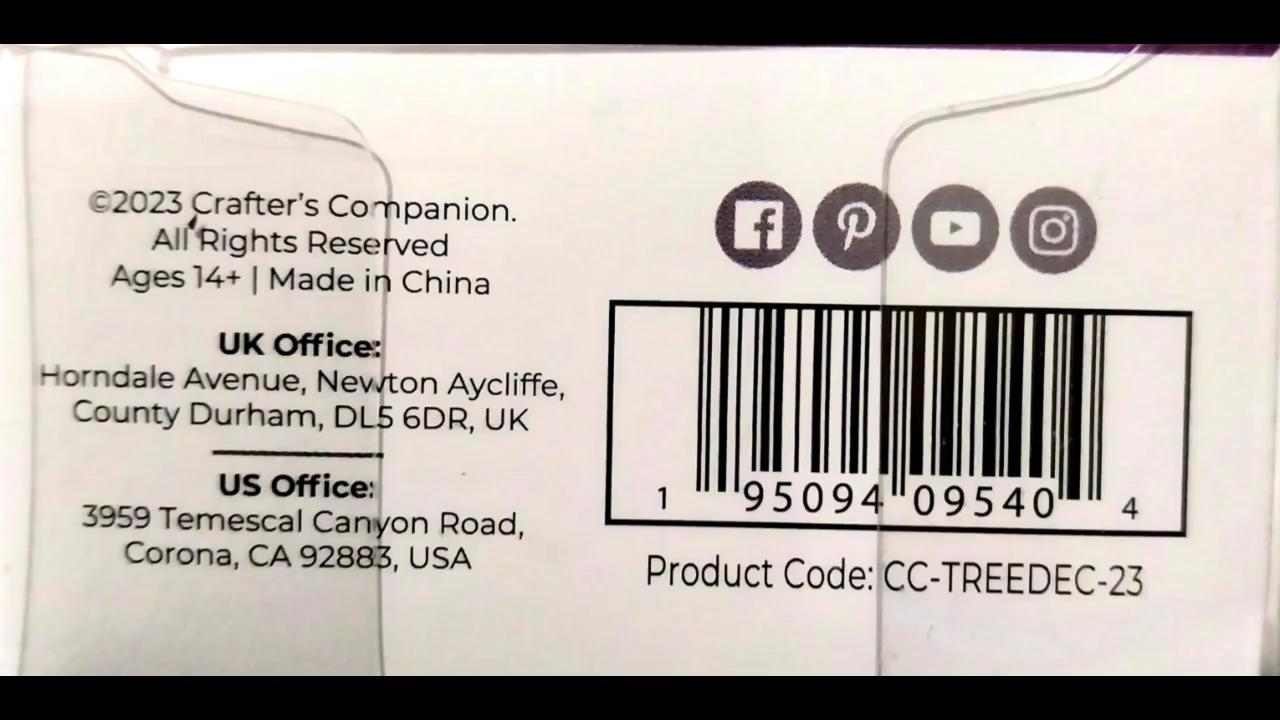 ©2023 Crafter's Companion.
All Rights Reserved
Ages 14+ | Made in China
UK Office:
Horndale Avenue, Newton Aycliffe,
County Durham, DL5 6DR, UK
US Office:
3959 Temescal Canyon Road,
Corona, CA 92883, USA
1 95094 09540 4
Product Code: CC-TREEDEC-23